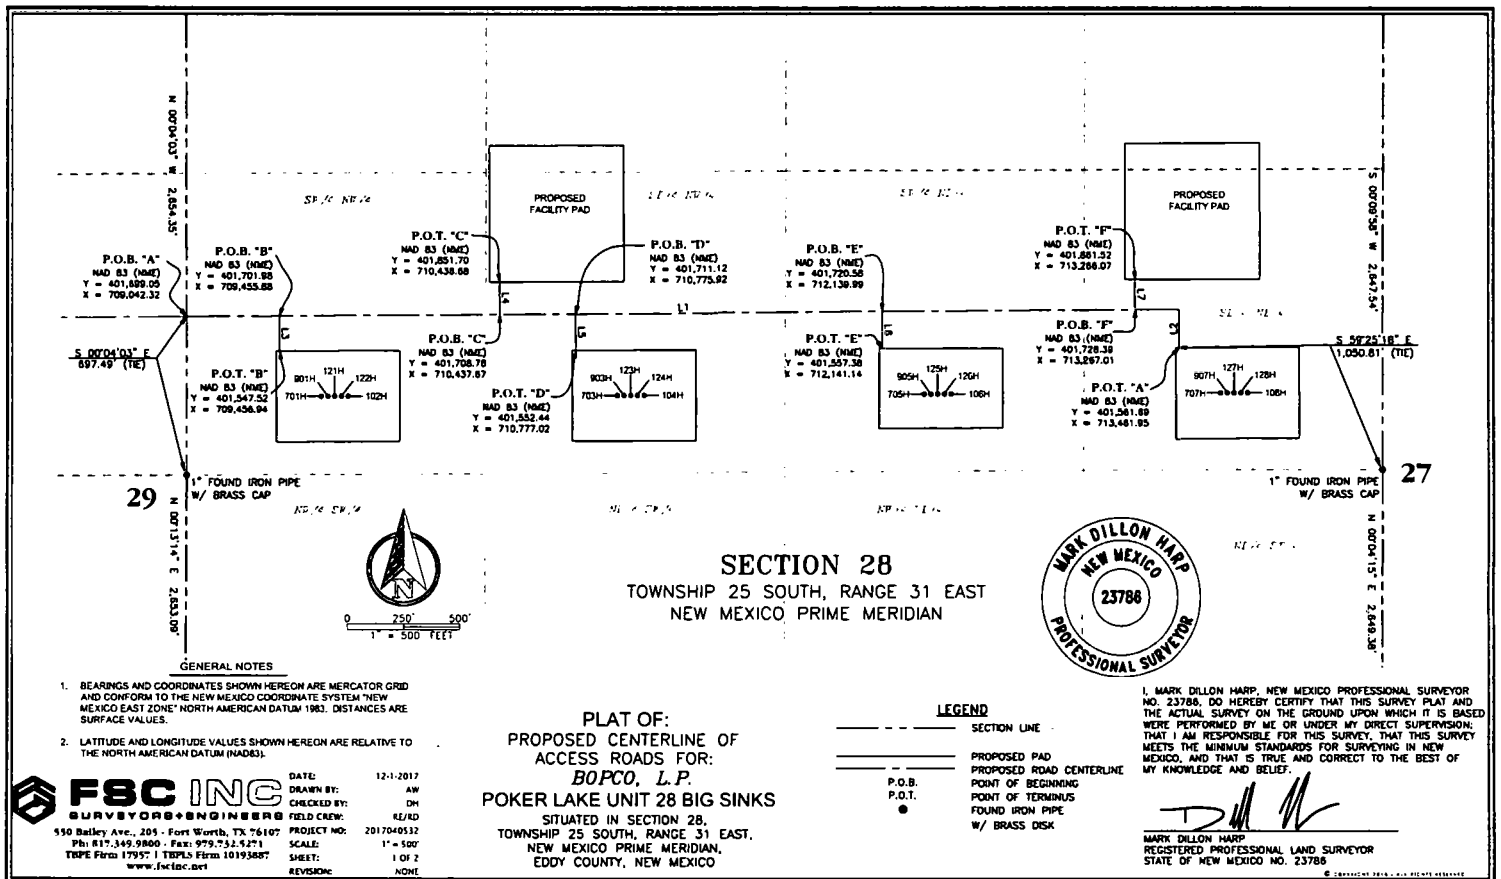 N 00°04'03" W 2,654.35'
S 00°09'58" W 2,647.54'
PROPOSED
FACILITY PAD
PROPOSED
FACILITY PAD
P.O.B. "A"
NAD 83 (NME)
Y = 401,699.05
X = 709,042.32
P.O.B. "B"
NAD 83 (NME)
Y = 401,701.98
X = 709,455.68
P.O.T. "C"
NAD 83 (NME)
Y = 401,851.70
X = 710,438.68
P.O.B. "D"
NAD 83 (NME)
Y = 401,711.12
X = 710,775.92
P.O.B. "E"
NAD 83 (NME)
Y = 401,720.58
X = 712,139.99
P.O.T. "F"
NAD 83 (NME)
Y = 401,881.52
X = 713,266.07
L4
L1
L7
L3
L5
L6
L2
S 00°04'03" E
697.49' (TIE)
P.O.T. "B"
NAD 83 (NME)
Y = 401,547.52
X = 709,456.94
P.O.B. "C"
NAD 83 (NME)
Y = 401,708.78
X = 710,437.67
P.O.T. "D"
NAD 83 (NME)
Y = 401,552.44
X = 710,777.02
P.O.T. "E"
NAD 83 (NME)
Y = 401,557.38
X = 712,141.14
P.O.B. "F"
NAD 83 (NME)
Y = 401,728.39
X = 713,267.01
P.O.T. "A"
NAD 83 (NME)
Y = 401,561.69
X = 713,461.95
S 59°25'18" E
1,050.81' (TIE)
121H
901H 122H
701H 102H
123H
903H 124H
703H 104H
125H
905H 126H
705H 106H
127H
907H 128H
707H 108H
29
1" FOUND IRON PIPE
W/ BRASS CAP
27
1" FOUND IRON PIPE
W/ BRASS CAP
N 00°13'14" E 2,653.09'
N 00°04'15" E 2,649.38'
N
0 250' 500'
1" = 500 FEET
SECTION 28
TOWNSHIP 25 SOUTH, RANGE 31 EAST
NEW MEXICO PRIME MERIDIAN
MARK DILLON HARP
NEW MEXICO
23786
PROFESSIONAL SURVEYOR
GENERAL NOTES
1. BEARINGS AND COORDINATES SHOWN HEREON ARE MERCATOR GRID
AND CONFORM TO THE NEW MEXICO COORDINATE SYSTEM "NEW
MEXICO EAST ZONE" NORTH AMERICAN DATUM 1983. DISTANCES ARE
SURFACE VALUES.
2. LATITUDE AND LONGITUDE VALUES SHOWN HEREON ARE RELATIVE TO
THE NORTH AMERICAN DATUM (NAD83).
FSC INC
SURVEYORS+ENGINEERS
550 Bailey Ave., 205 - Fort Worth, TX 76107
Ph: 817.349.9800 - Fax: 979.732.5271
TBPE Firm 17957 | TBPLS Firm 10193887
www.fscinc.net
DATE: 12-1-2017
DRAWN BY: AW
CHECKED BY: DH
FIELD CREW: RE/RD
PROJECT NO: 2017040532
SCALE: 1" = 500'
SHEET: 1 OF 2
REVISION: NONE
PLAT OF:
PROPOSED CENTERLINE OF
ACCESS ROADS FOR:
BOPCO, L.P.
POKER LAKE UNIT 28 BIG SINKS
SITUATED IN SECTION 28,
TOWNSHIP 25 SOUTH, RANGE 31 EAST,
NEW MEXICO PRIME MERIDIAN,
EDDY COUNTY, NEW MEXICO
LEGEND
SECTION LINE
PROPOSED PAD
PROPOSED ROAD CENTERLINE
P.O.B. POINT OF BEGINNING
P.O.T. POINT OF TERMINUS
FOUND IRON PIPE
W/ BRASS DISK
I, MARK DILLON HARP, NEW MEXICO PROFESSIONAL SURVEYOR
NO. 23786, DO HEREBY CERTIFY THAT THIS SURVEY PLAT AND
THE ACTUAL SURVEY ON THE GROUND UPON WHICH IT IS BASED
WERE PERFORMED BY ME OR UNDER MY DIRECT SUPERVISION;
THAT I AM RESPONSIBLE FOR THIS SURVEY, THAT THIS SURVEY
MEETS THE MINIMUM STANDARDS FOR SURVEYING IN NEW
MEXICO, AND THAT IS TRUE AND CORRECT TO THE BEST OF
MY KNOWLEDGE AND BELIEF.
MARK DILLON HARP
REGISTERED PROFESSIONAL LAND SURVEYOR
STATE OF NEW MEXICO NO. 23786